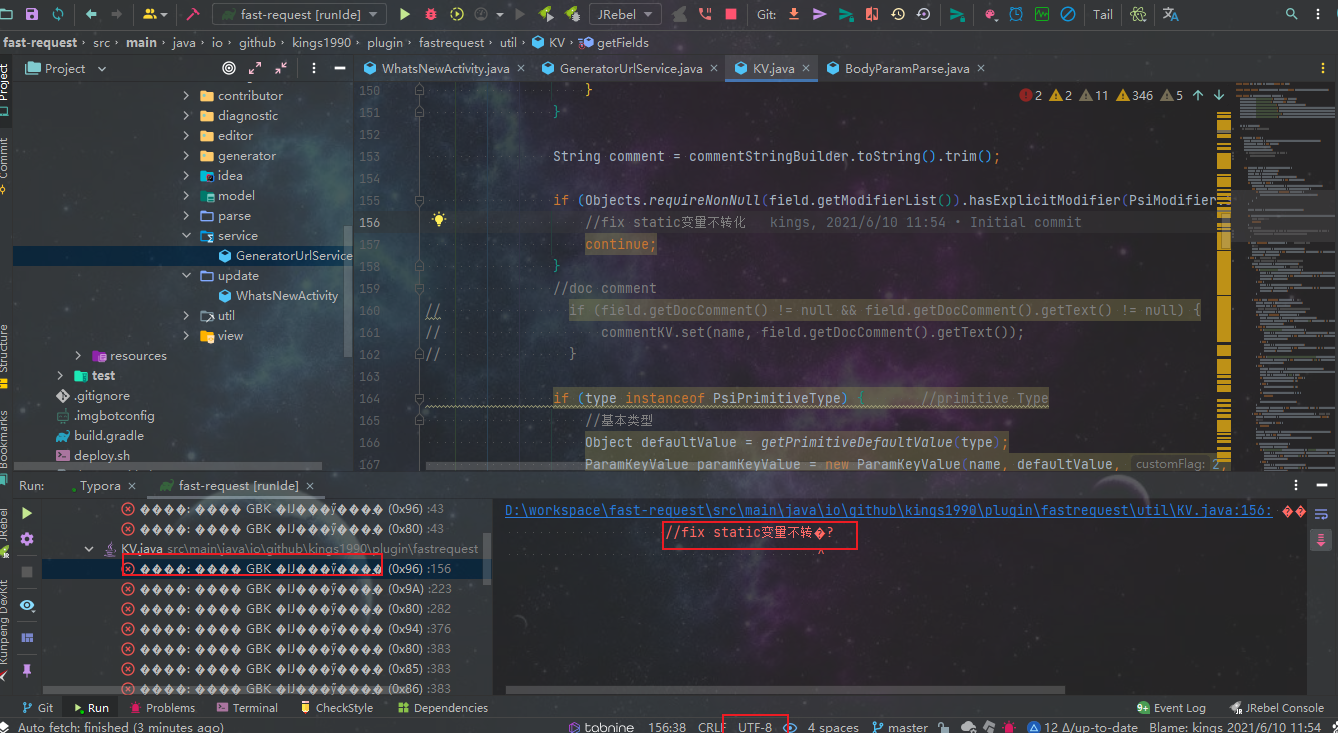 fast-request [runIde]
JRebel
Git:
Tail
fast-request › src › main › java › io › github › kings1990 › plugin › fastrequest › util › KV › getFields
Project
WhatsNewActivity.java
GeneratorUrlService.java
KV.java
BodyParamParse.java
Project
Commit
Structure
Bookmarks
JRebel
Kunpeng DevKit
contributor
diagnostic
editor
generator
idea
model
parse
service
GeneratorUrlService
update
WhatsNewActivity
util
view
resources
test
.gitignore
.imgbotconfig
build.gradle
deploy.sh
2 2 11 346 5
150 }
151 }
152
153 String comment = commentStringBuilder.toString().trim();
154
155 if (Objects.requireNonNull(field.getModifierList()).hasExplicitModifier(PsiModifier.
156 //fix static变量不转化 kings, 2021/6/10 11:54 • Initial commit
157 continue;
158 }
159 //doc comment
160 // if (field.getDocComment() != null && field.getDocComment().getText() != null) {
161 // commentKV.set(name, field.getDocComment().getText());
162 // }
163
164 if (type instanceof PsiPrimitiveType) { //primitive Type
165 //基本类型
166 Object defaultValue = getPrimitiveDefaultValue(type);
167 ParamKeyValue paramKeyValue = new ParamKeyValue(name, defaultValue, customFlag: 2,
Run:
Typora
fast-request [runIde]
����: ���� GBK �IJ���ӳ����ַ� (0x96) :43
����: ���� GBK �IJ���ӳ����ַ� (0x80) :43
KV.java src\main\java\io\github\kings1990\plugin\fastrequest
����: ���� GBK �IJ���ӳ����ַ� (0x96) :156
����: ���� GBK �IJ���ӳ����ַ� (0x9A) :223
����: ���� GBK �IJ���ӳ����ַ� (0x80) :282
����: ���� GBK �IJ���ӳ����ַ� (0x94) :376
����: ���� GBK �IJ���ӳ����ַ� (0x80) :383
����: ���� GBK �IJ���ӳ����ַ� (0x85) :383
����: ���� GBK �IJ���ӳ����ַ� (0x86) :383
D:\workspace\fast-request\src\main\java\io\github\kings1990\plugin\fastrequest\util\KV.java:156: ��
//fix static变量不转�?
^
Git
Run
Problems
Terminal
CheckStyle
Dependencies
Event Log
JRebel Console
Auto fetch: finished (3 minutes ago)
tabnine
156:38
CRLF
UTF-8
4 spaces
master
12 Δ/up-to-date
Blame: kings 2021/6/10 11:54